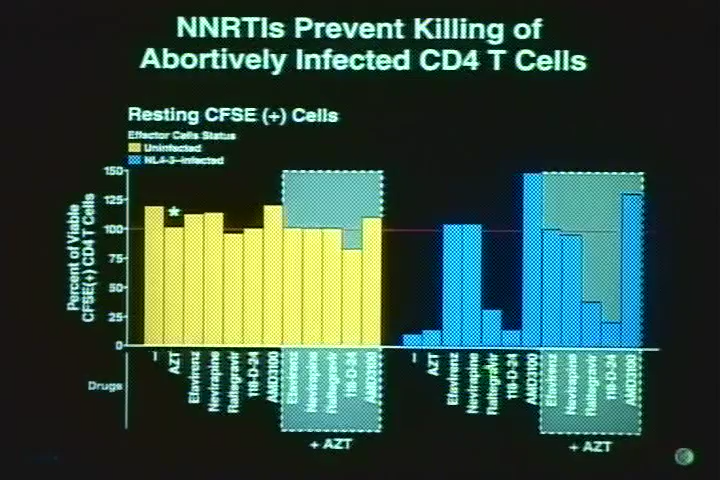 NNRTIs Prevent Killing of
Abortively Infected CD4 T Cells
Resting CFSE (+) Cells
Effector Cells Status
Uninfected
NL4-3-Infected
Percent of Viable
CFSE(+) CD4 T Cells
150
125
100
75
50
25
0
*
Drugs
–
AZT
Efavirenz
Nevirapine
Raltegravir
118-D-24
AMD3100
Efavirenz
Nevirapine
Raltegravir
118-D-24
AMD3100
+ AZT
–
AZT
Efavirenz
Nevirapine
Raltegravir
118-D-24
AMD3100
Efavirenz
Nevirapine
Raltegravir
118-D-24
AMD3100
+ AZT